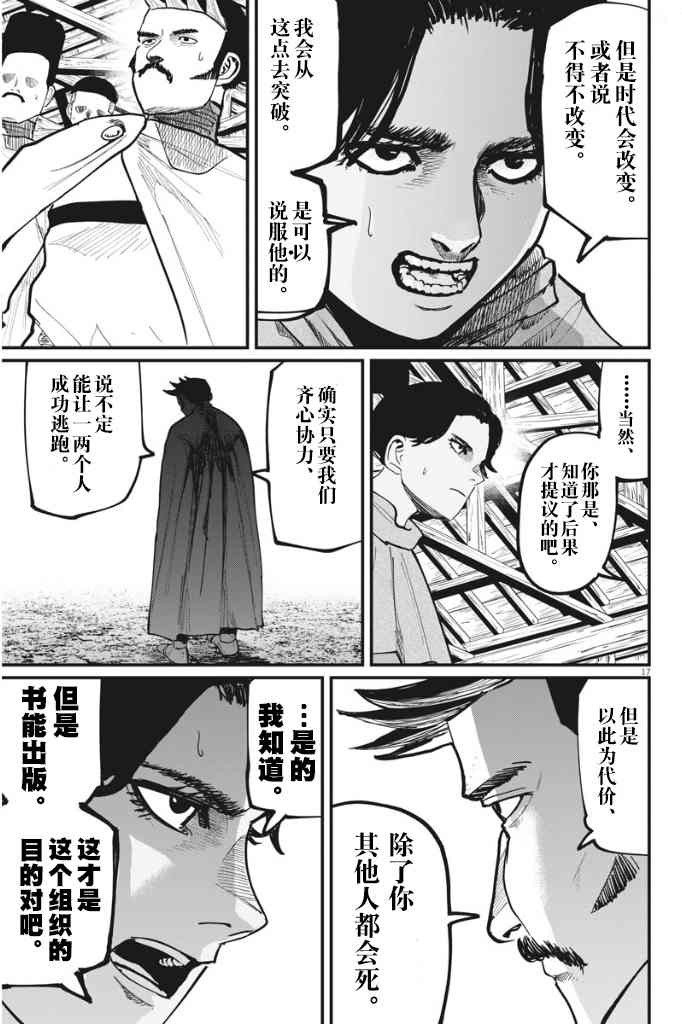 但是时代会改变。
或者说
不得不改变。
我会从
这点去突破。
是可以
说服他的。
……当然、
你那是、
知道了后果
才提议的吧。
确实只要我们
齐心协力、
说不定
能让一两个人
成功逃跑。
17
但是
以此为代价、
除了你
其他人都会死。
…是的
我知道。
但是
书能出版。
这才是
这个组织的
目的对吧。